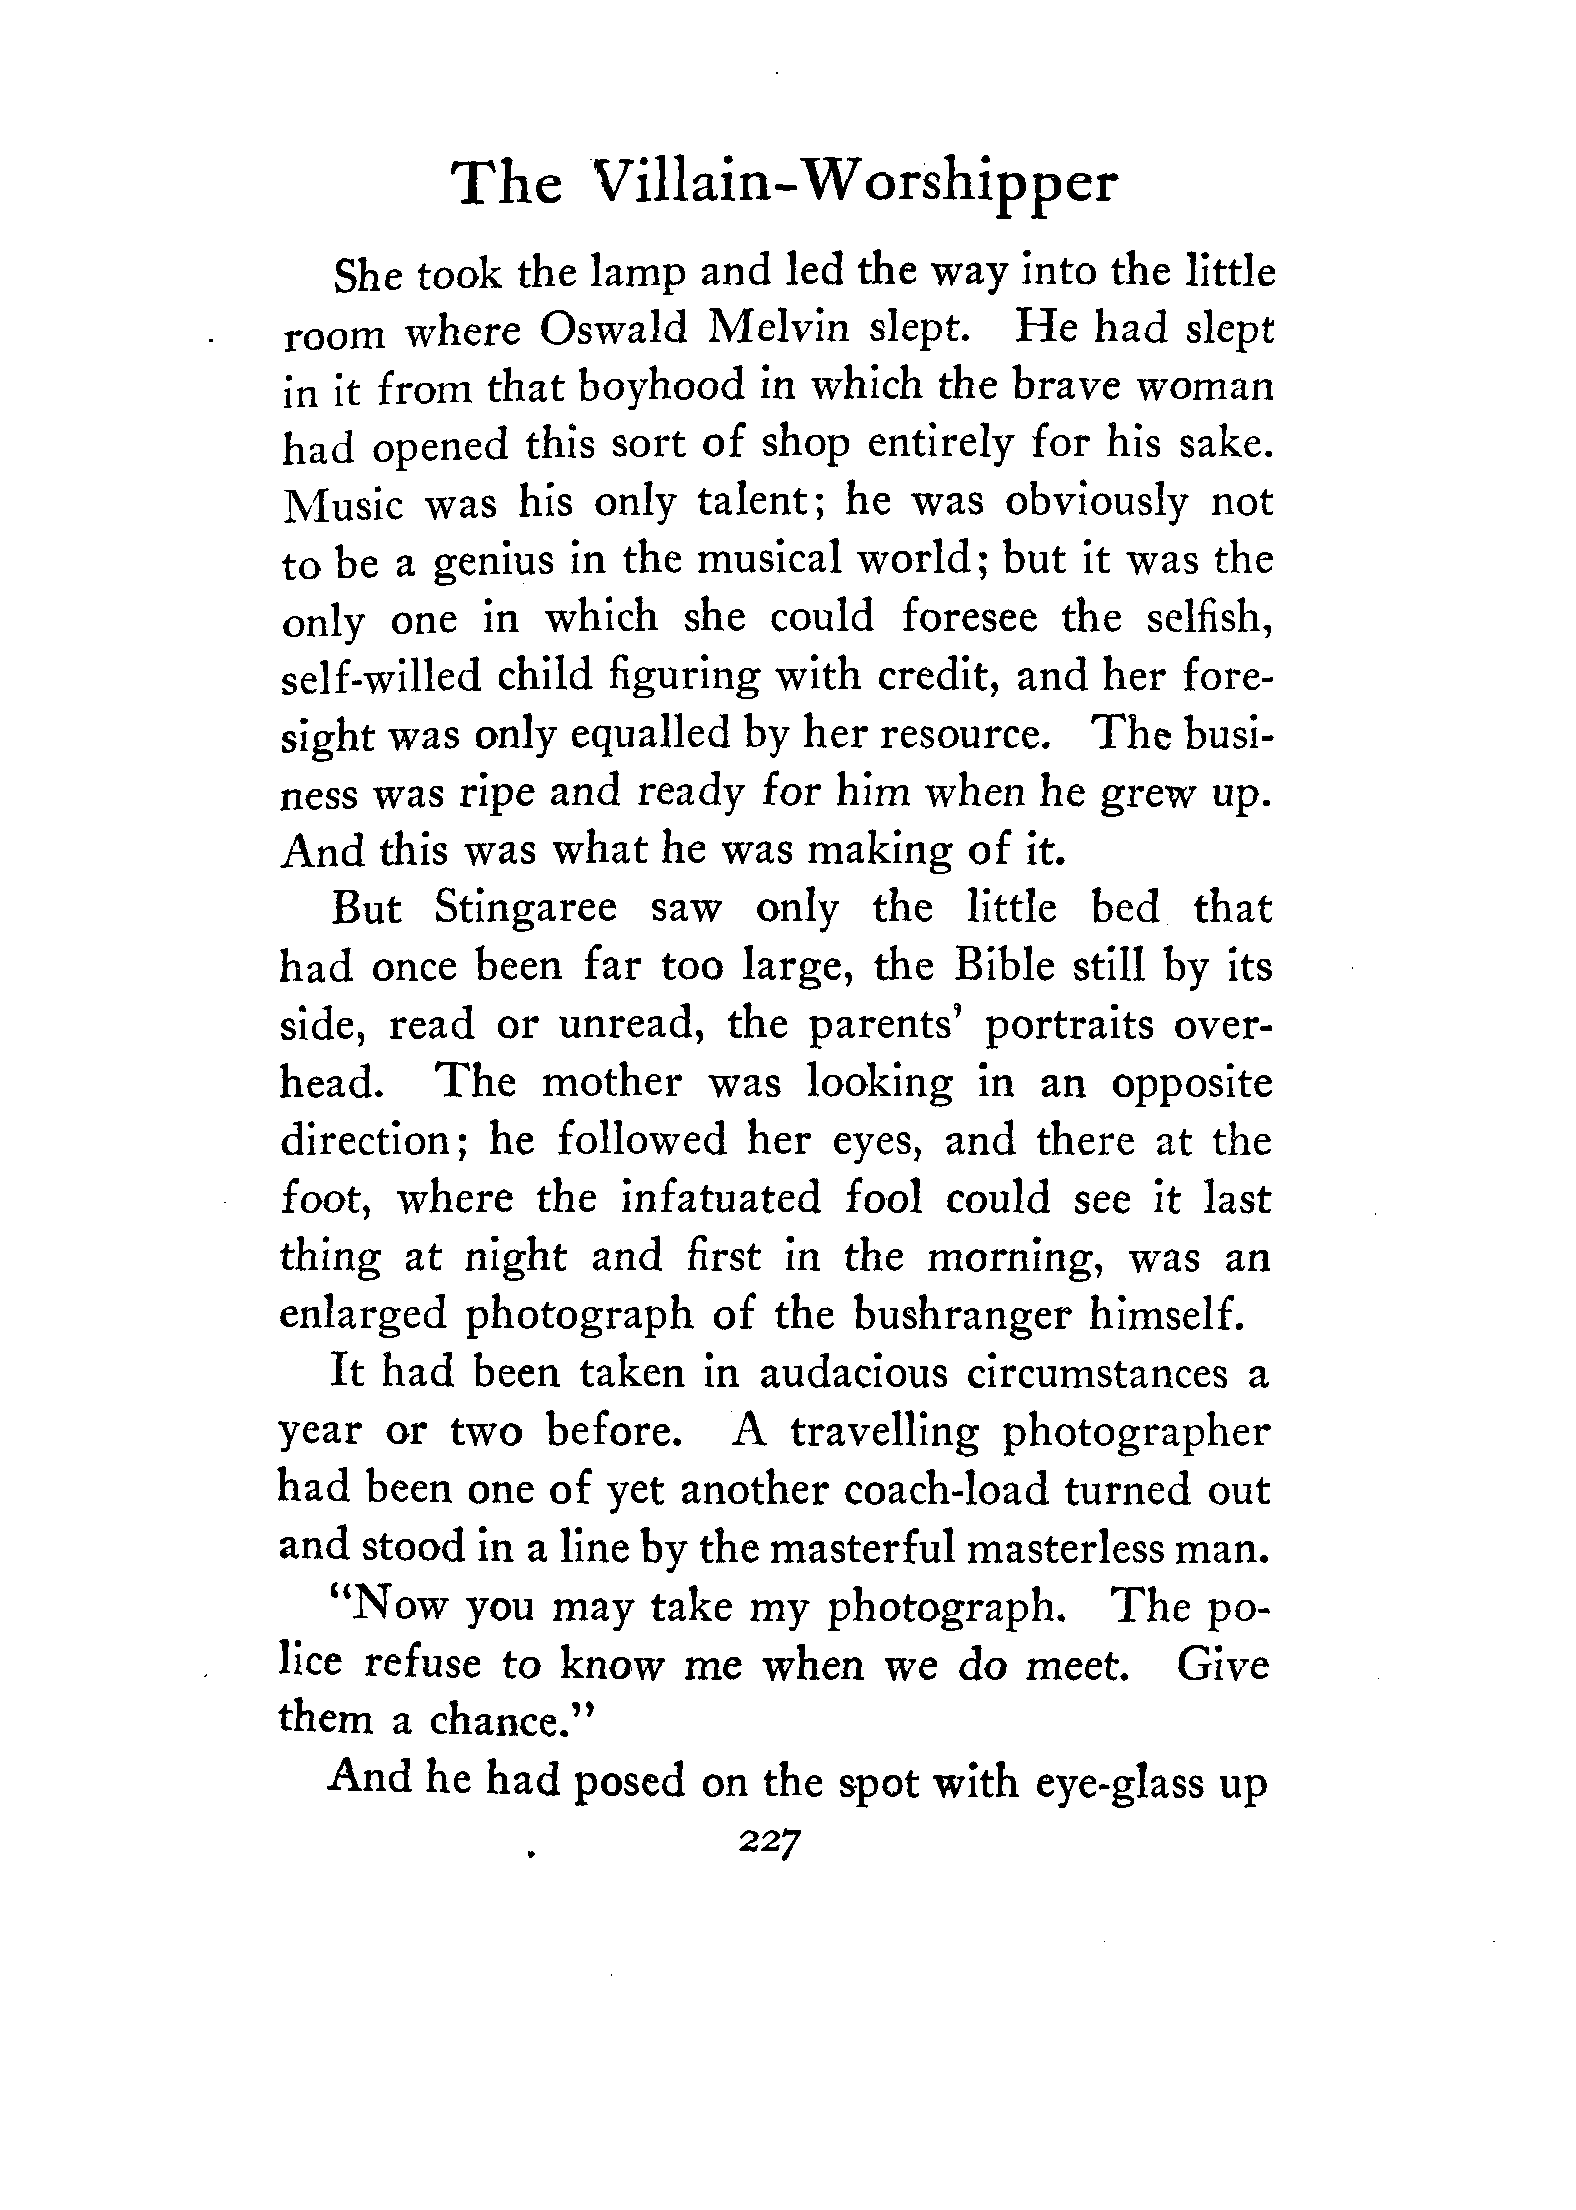 The Villain-Worshipper
She took the lamp and led the way into the little
room where Oswald Melvin slept. He had slept
in it from that boyhood in which the brave woman
had opened this sort of shop entirely for his sake.
Music was his only talent; he was obviously not
to be a genius in the musical world; but it was the
only one in which she could foresee the selfish,
self-willed child figuring with credit, and her fore-
sight was only equalled by her resource. The busi-
ness was ripe and ready for him when he grew up.
And this was what he was making of it.
But Stingaree saw only the little bed that
had once been far too large, the Bible still by its
side, read or unread, the parents' portraits over-
head. The mother was looking in an opposite
direction; he followed her eyes, and there at the
foot, where the infatuated fool could see it last
thing at night and first in the morning, was an
enlarged photograph of the bushranger himself.
It had been taken in audacious circumstances a
year or two before. A travelling photographer
had been one of yet another coach-load turned out
and stood in a line by the masterful masterless man.
"Now you may take my photograph. The po-
lice refuse to know me when we do meet. Give
them a chance."
And he had posed on the spot with eye-glass up
227